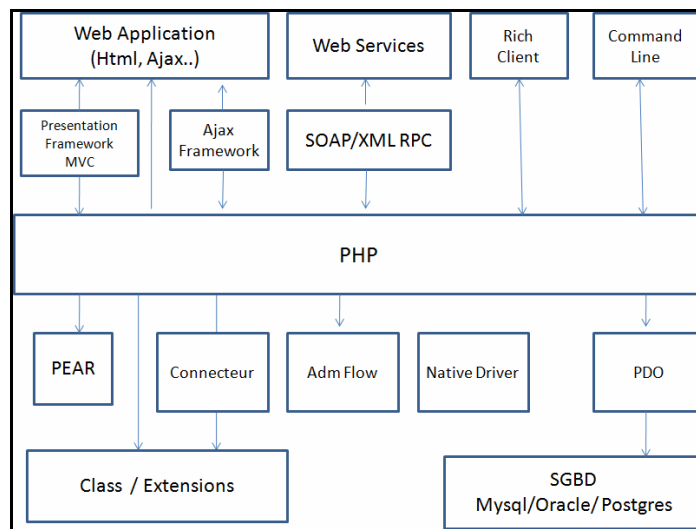 Web Application
(Html, Ajax..)
Web Services
Rich
Client
Command
Line
Presentation
Framework
MVC
Ajax
Framework
SOAP/XML RPC
PHP
PEAR
Connecteur
Adm Flow
Native Driver
PDO
Class / Extensions
SGBD
Mysql/Oracle/ Postgres